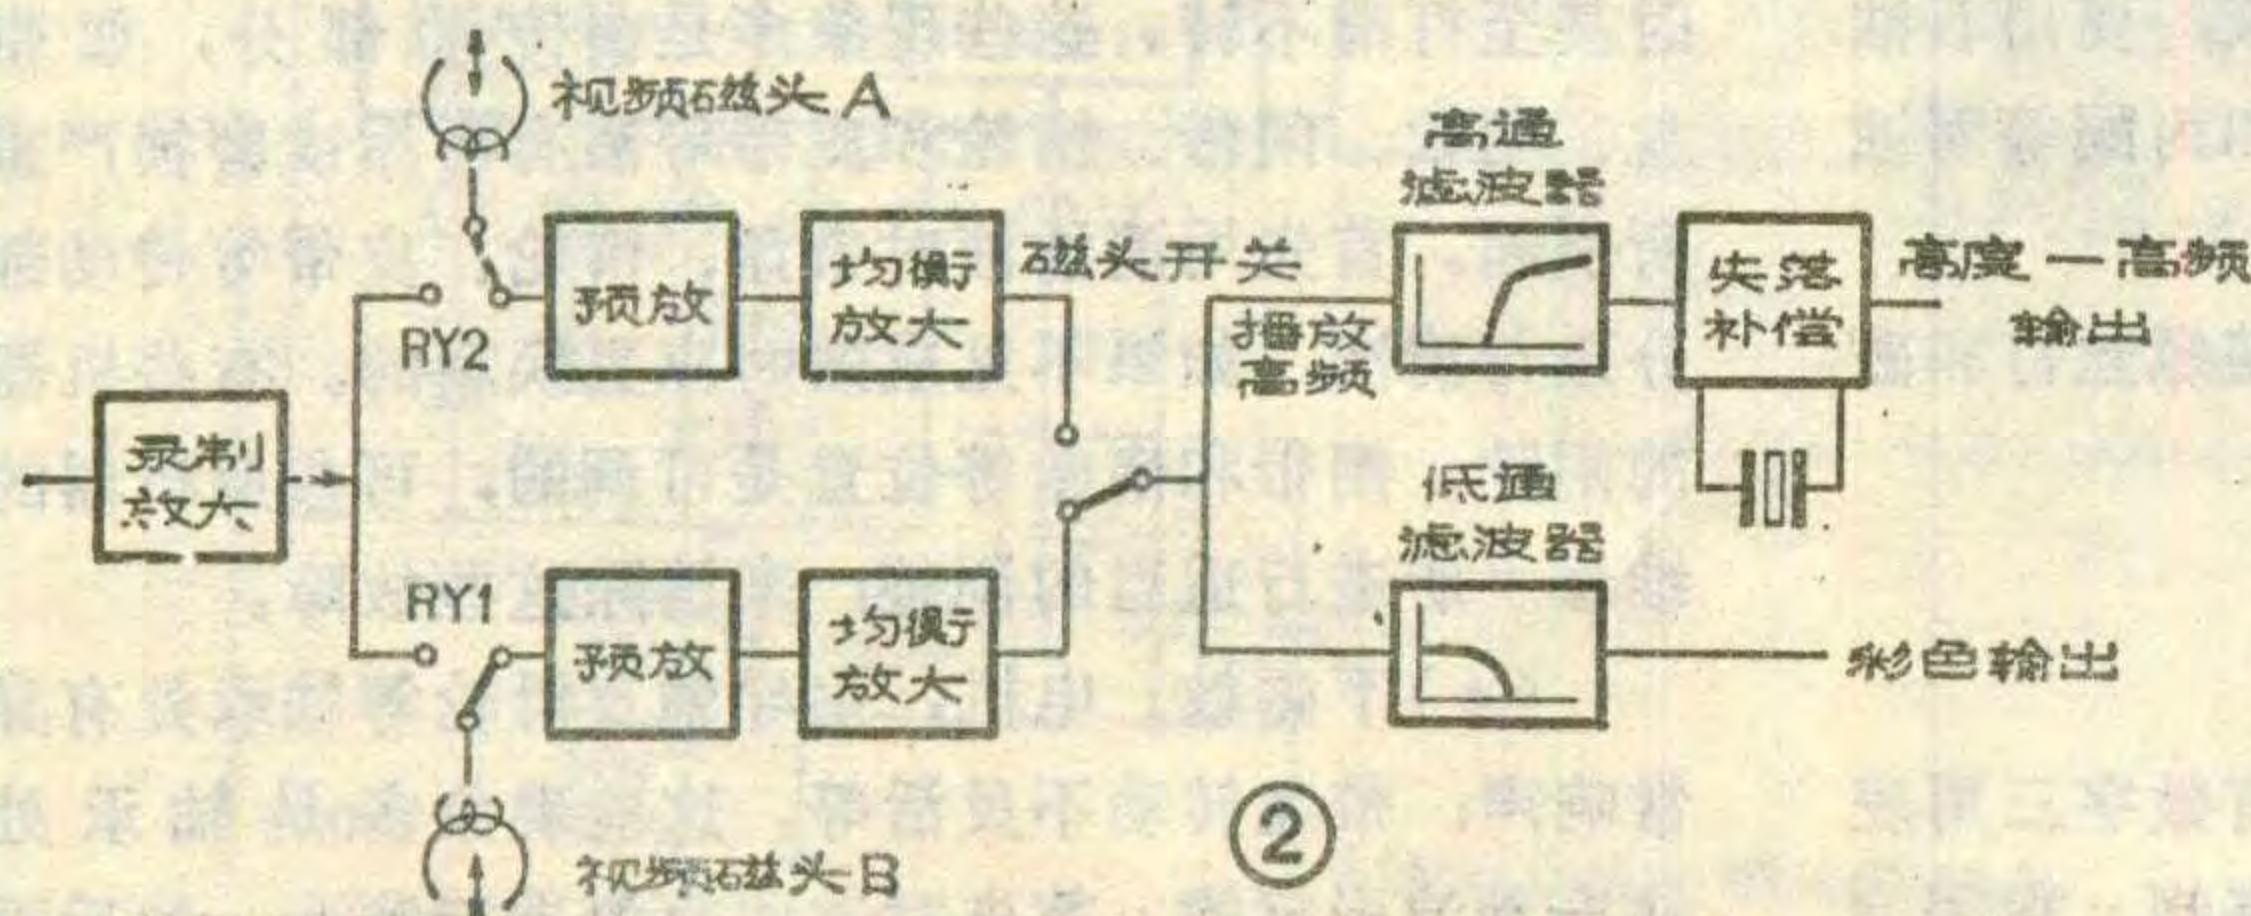 视频磁头 A
高通
滤波器
RY2
预放
均衡
放大
磁头开关
播放
高频
失落
补偿
高度一高频
输出
录制
放大
低通
滤波器
RY1
预放
均衡
放大
彩色输出
视频磁头 B
②